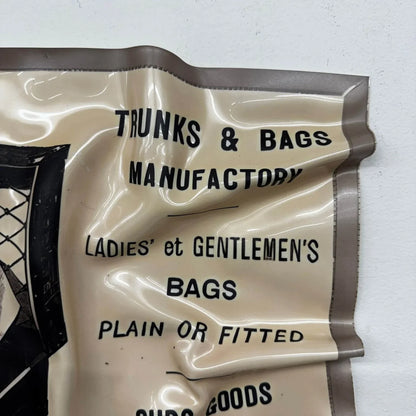 TRUNKS & BAGS
MANUFACTORY
LADIES' et GENTLEMEN'S
BAGS
PLAIN OR FITTED
GOODS